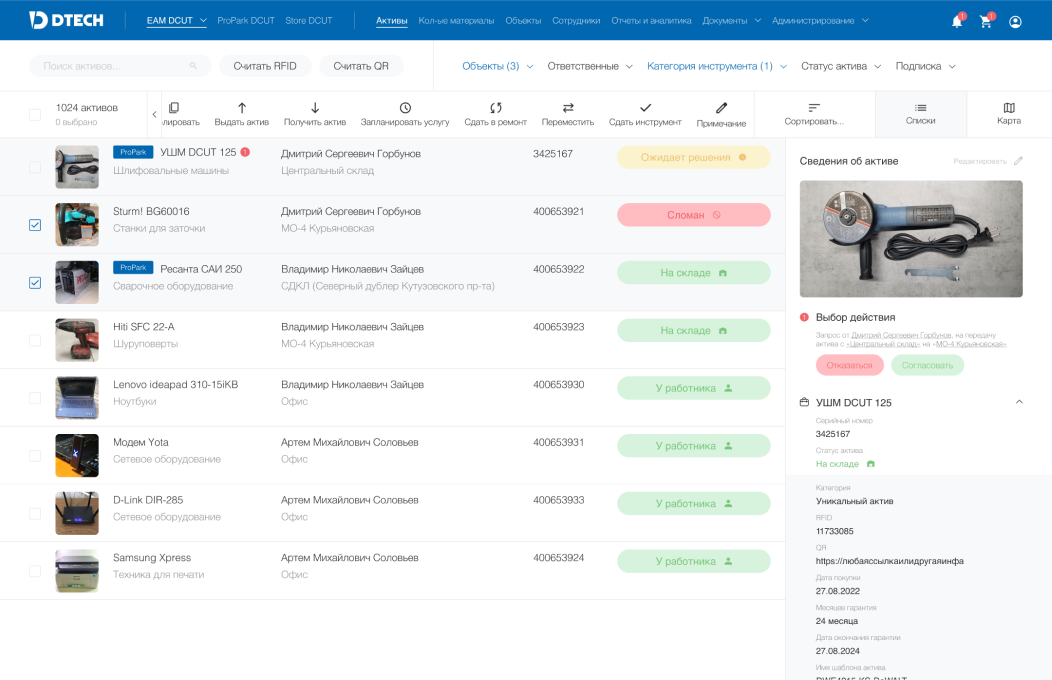 DTECH
EAM DCUT
ProPark DCUT
Store DCUT
Активы
Кол-ые материалы
Объекты
Сотрудники
Отчеты и аналитика
Документы
Администрирование
1
1
Поиск активов...
Считать RFID
Считать QR
Объекты (3)
Ответственные
Категория инструмента (1)
Статус актива
Подписка
1024 активов
0 выбрано
лировать
Выдать актив
Получить актив
Запланировать услугу
Сдать в ремонт
Переместить
Сдать инструмент
Примечание
Сортировать...
Списки
Карта
ProPark УШМ DCUT 125
Шлифовальные машины
Дмитрий Сергеевич Горбунов
Центральный склад
3425167
Ожидает решения
Sturm! BG60016
Станки для заточки
Дмитрий Сергеевич Горбунов
МО-4 Курьяновская
400653921
Сломан
ProPark Ресанта САИ 250
Сварочное оборудование
Владимир Николаевич Зайцев
СДКЛ (Северный дублер Кутузовского пр-та)
400653922
На складе
Hiti SFC 22-A
Шуруповерты
Владимир Николаевич Зайцев
МО-4 Курьяновская
400653923
На складе
Lenovo ideapad 310-15iKB
Ноутбуки
Владимир Николаевич Зайцев
Офис
400653930
У работника
Модем Yota
Сетевое оборудование
Артем Михайлович Соловьев
Офис
400653931
У работника
D-Link DIR-285
Сетевое оборудование
Артем Михайлович Соловьев
Офис
400653933
У работника
Samsung Xpress
Техника для печати
Артем Михайлович Соловьев
Офис
400653924
У работника
Сведения об активе
Редактировать
Выбор действия
Запрос от Дмитрий Сергеевич Горбунов, на передачу
актива с «Центральный склад» на «МО-4 Курьяновская»
Отказаться
Согласовать
УШМ DCUT 125
Серийный номер
3425167
Статус актива
На складе
Категория
Уникальный актив
RFID
11733085
QR
https://любаяссылкаилидругаяинфа
Дата покупки
27.08.2022
Месяцев гарантия
24 месяца
Дата окончания гарантии
27.08.2024
Имя шаблона актива